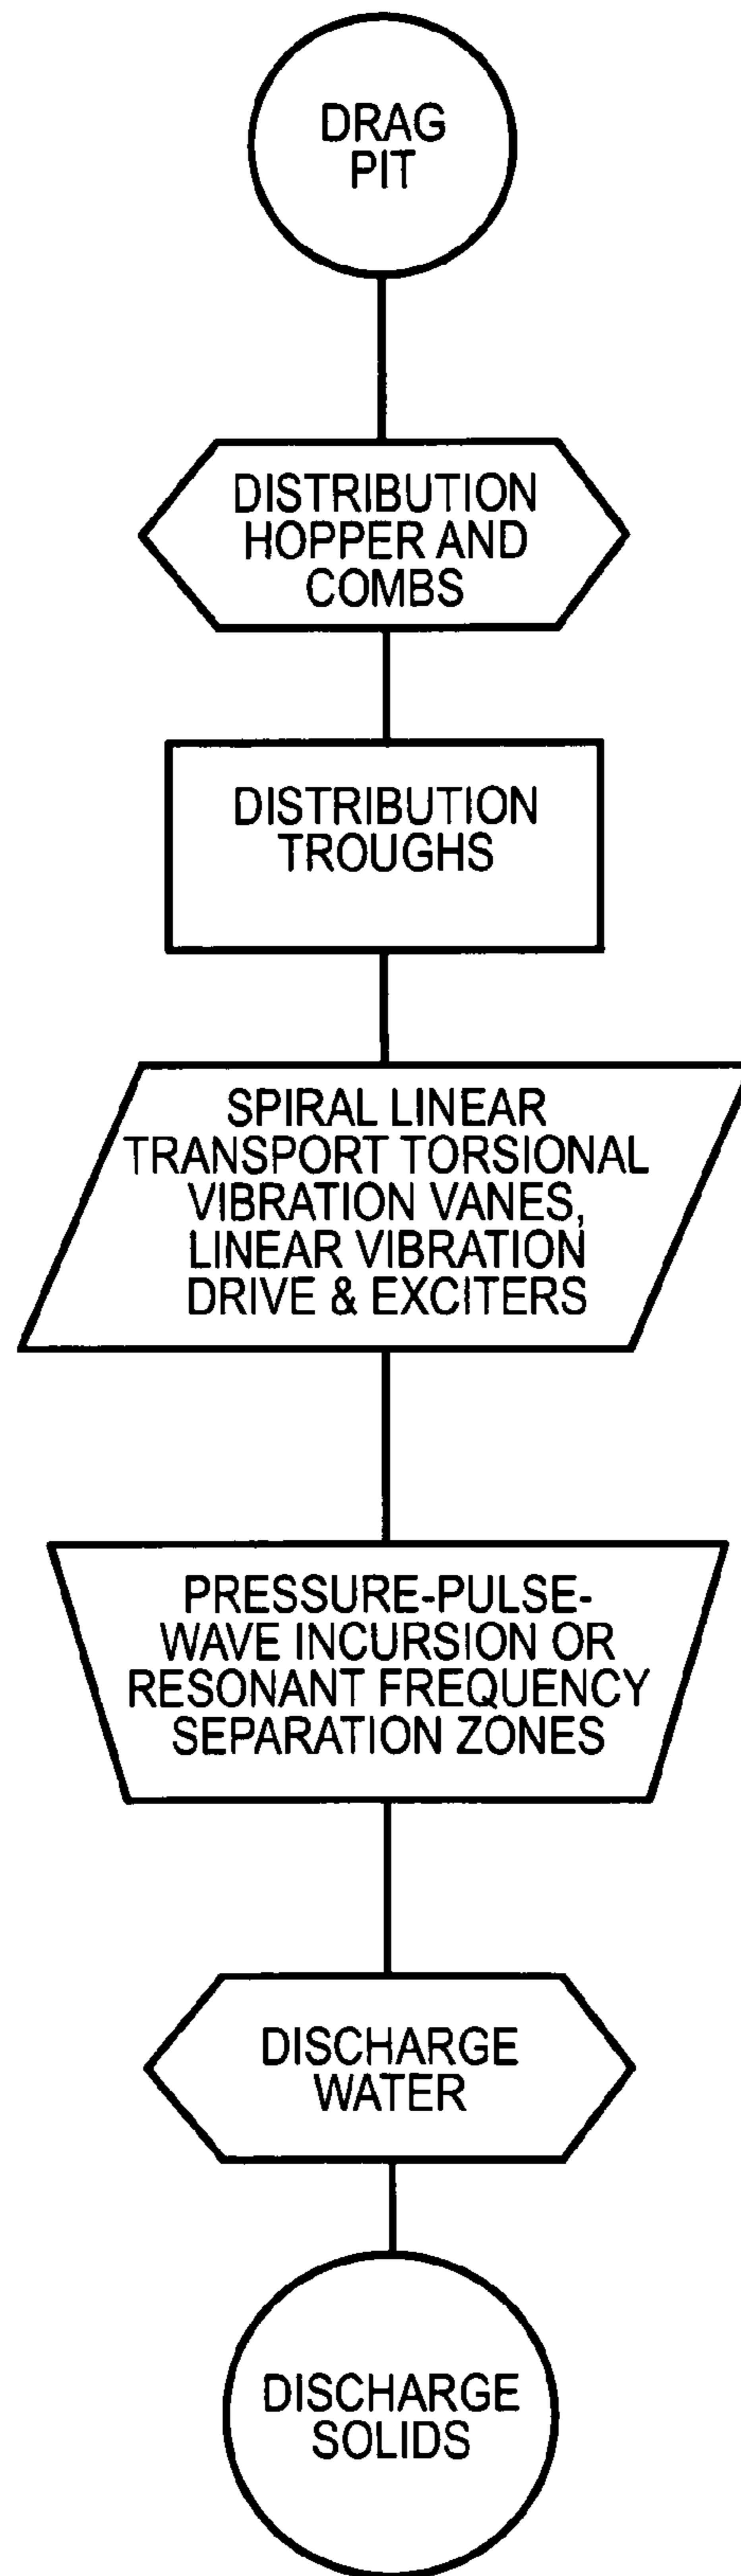 DRAG
PIT
DISTRIBUTION
HOPPER AND
COMBS
DISTRIBUTION
TROUGHS
SPIRAL LINEAR
TRANSPORT TORSIONAL
VIBRATION VANES,
LINEAR VIBRATION
DRIVE & EXCITERS
PRESSURE-PULSE-
WAVE INCURSION OR
RESONANT FREQUENCY
SEPARATION ZONES
DISCHARGE
WATER
DISCHARGE
SOLIDS